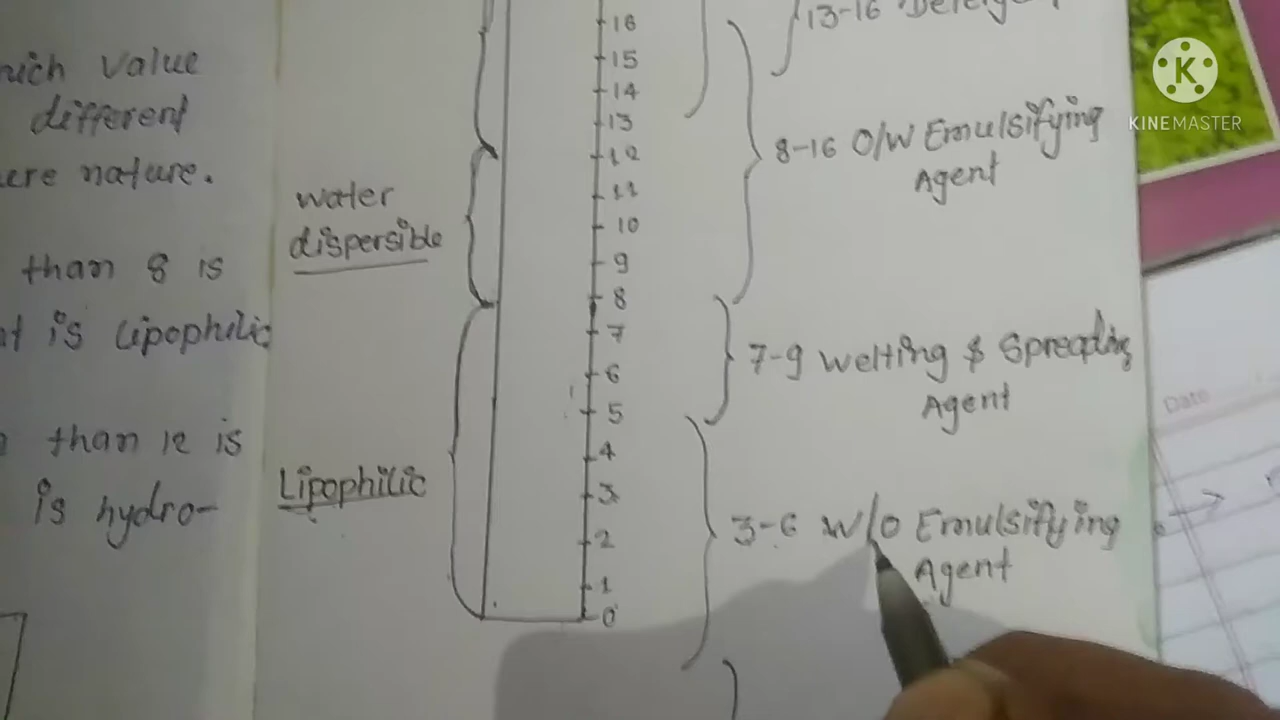 value
different
nature.
than 8 is
is Lipophilic
than 12 is
is hydro-
water
dispersible
Lipophilic
16
15
14
13
12
11
10
9
8
7
6
5
4
3
2
1
0
13-16
8-16 O/W Emulsifying
Agent
7-9 Wetting & Spreading
Agent
3-6 W/O Emulsifying
Agent
K
KINEMASTER
Date